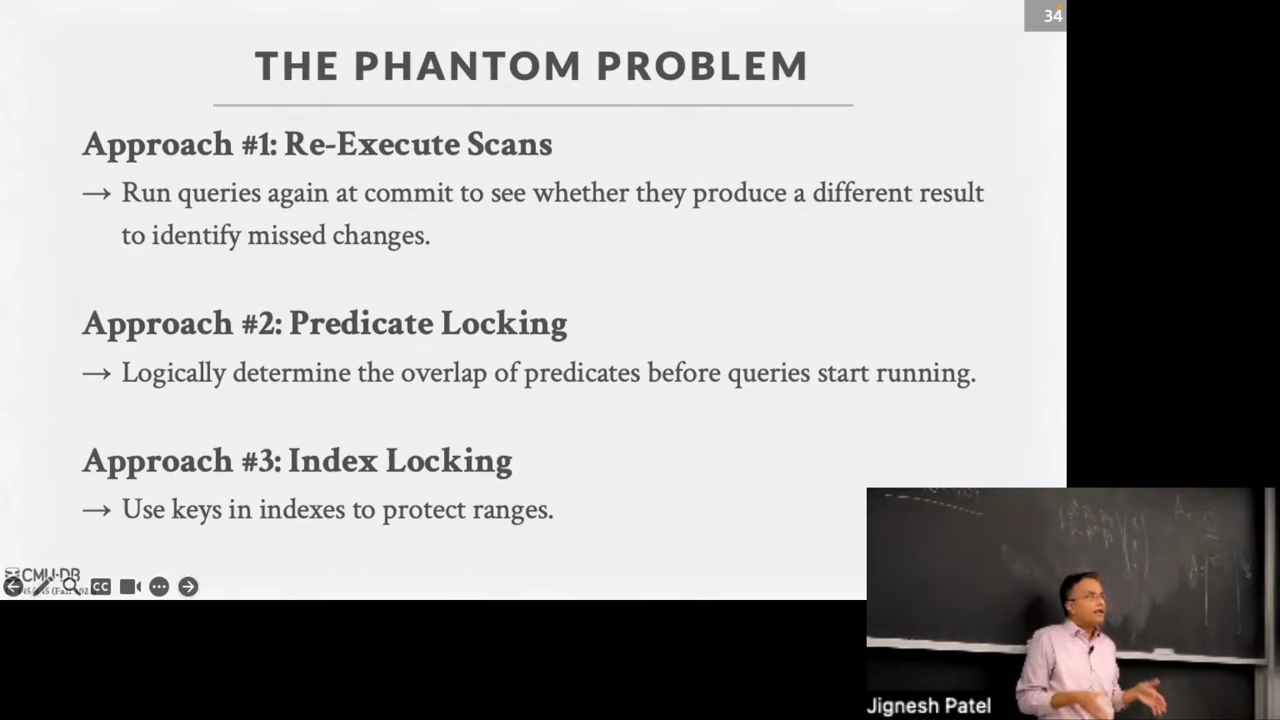 34
THE PHANTOM PROBLEM
Approach #1: Re-Execute Scans
→ Run queries again at commit to see whether they produce a different result
to identify missed changes.
Approach #2: Predicate Locking
→ Logically determine the overlap of predicates before queries start running.
Approach #3: Index Locking
→ Use keys in indexes to protect ranges.
CMU-DB
CC
Jignesh Patel